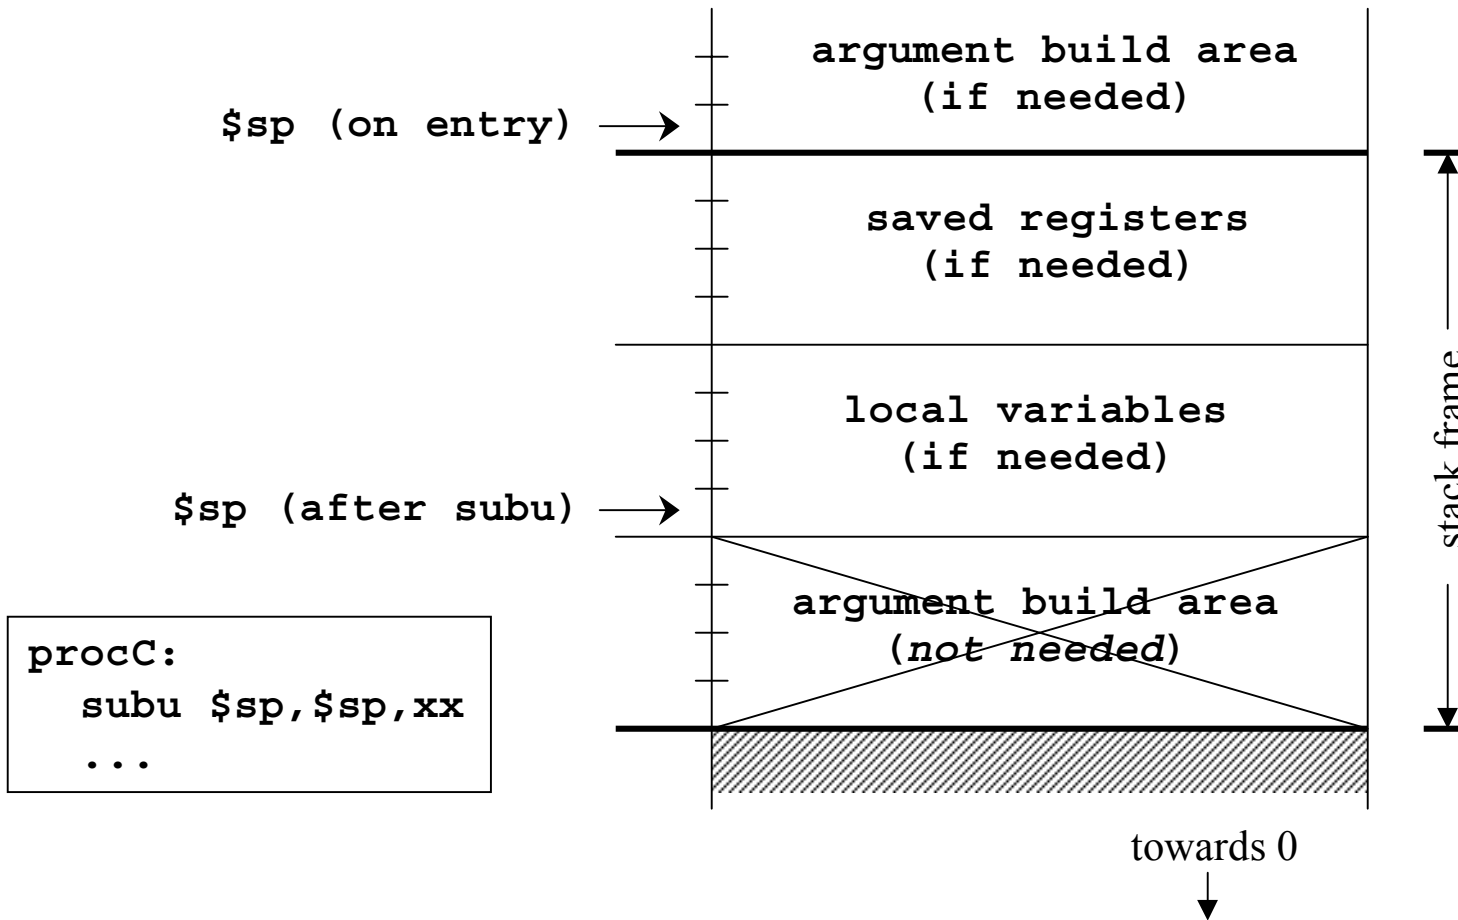 argument build area
(if needed)
$sp (on entry)
saved registers
(if needed)
local variables
(if needed)
$sp (after subu)
stack frame
argument build area
(not needed)
procC:
subu $sp,$sp,xx
...
towards 0